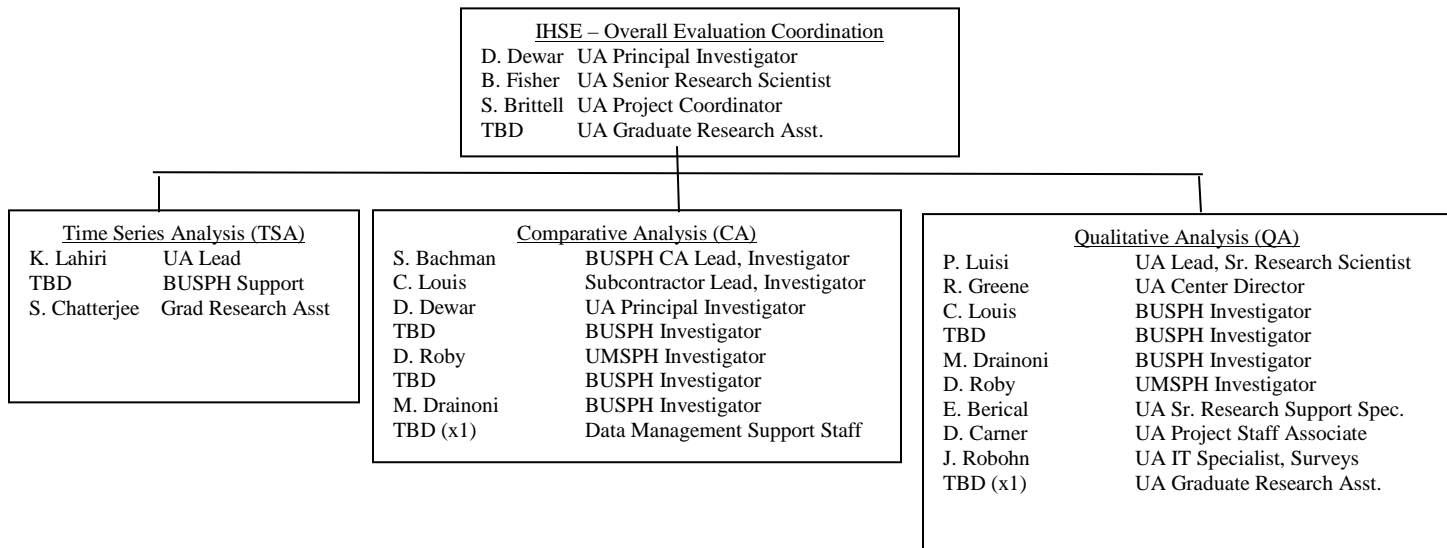 IHSE – Overall Evaluation Coordination
D. Dewar UA Principal Investigator
B. Fisher UA Senior Research Scientist
S. Brittell UA Project Coordinator
TBD UA Graduate Research Asst.
Time Series Analysis (TSA)
K. Lahiri UA Lead
TBD BUSPH Support
S. Chatterjee Grad Research Asst
Comparative Analysis (CA)
S. Bachman BUSPH CA Lead, Investigator
C. Louis Subcontractor Lead, Investigator
D. Dewar UA Principal Investigator
TBD BUSPH Investigator
D. Roby UMSPH Investigator
TBD BUSPH Investigator
M. Drainoni BUSPH Investigator
TBD (x1) Data Management Support Staff
Qualitative Analysis (QA)
P. Luisi UA Lead, Sr. Research Scientist
R. Greene UA Center Director
C. Louis BUSPH Investigator
TBD BUSPH Investigator
M. Drainoni BUSPH Investigator
D. Roby UMSPH Investigator
E. Berical UA Sr. Research Support Spec.
D. Carner UA Project Staff Associate
J. Robohn UA IT Specialist, Surveys
TBD (x1) UA Graduate Research Asst.